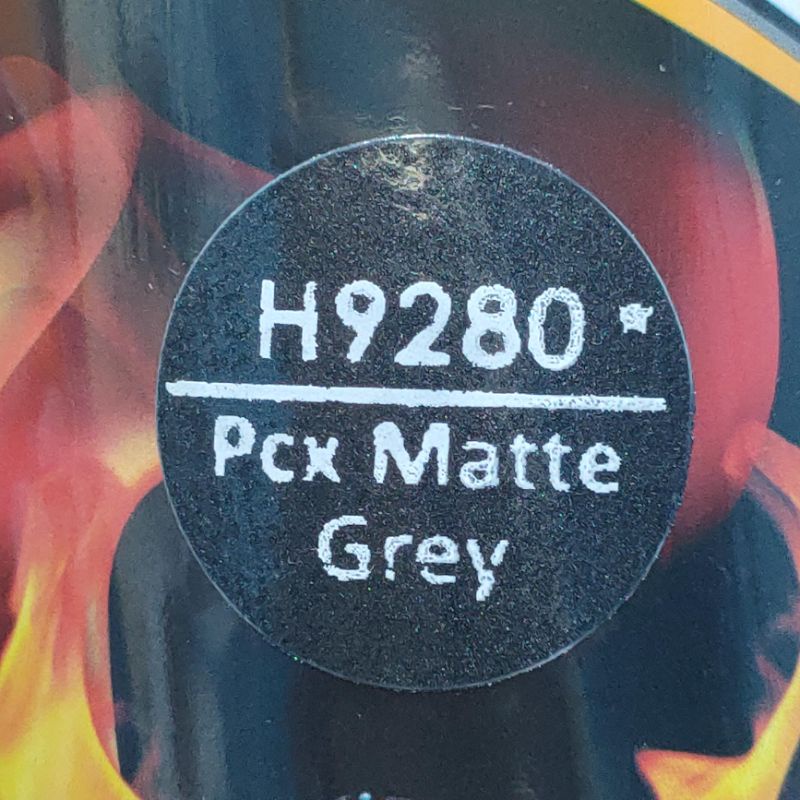 H9280 *
Pcx Matte
Grey